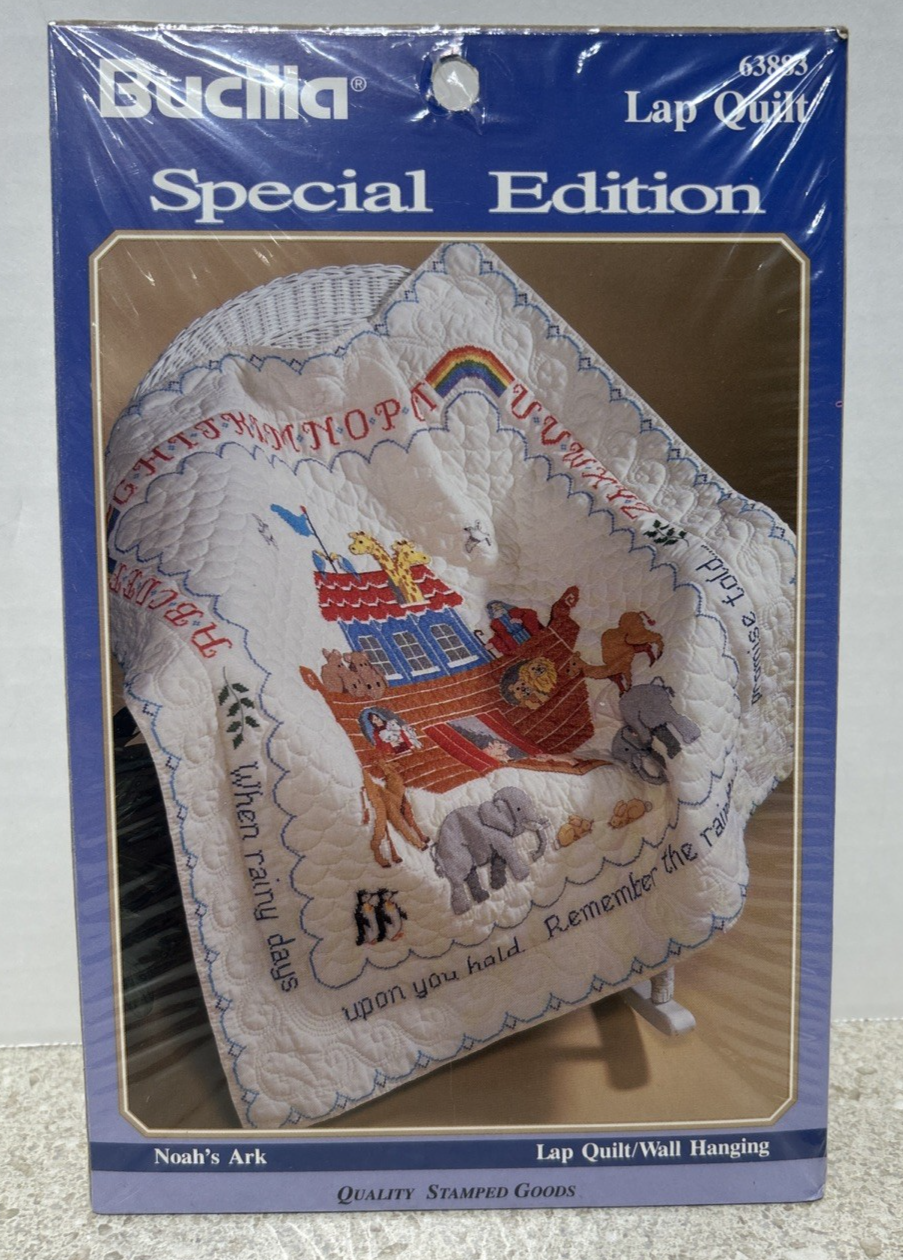 Bucilla®
63883
Lap Quilt
Special Edition
When rainy days
upon you hold. Remember the
told...
Noah's Ark
Lap Quilt/Wall Hanging
QUALITY STAMPED GOODS